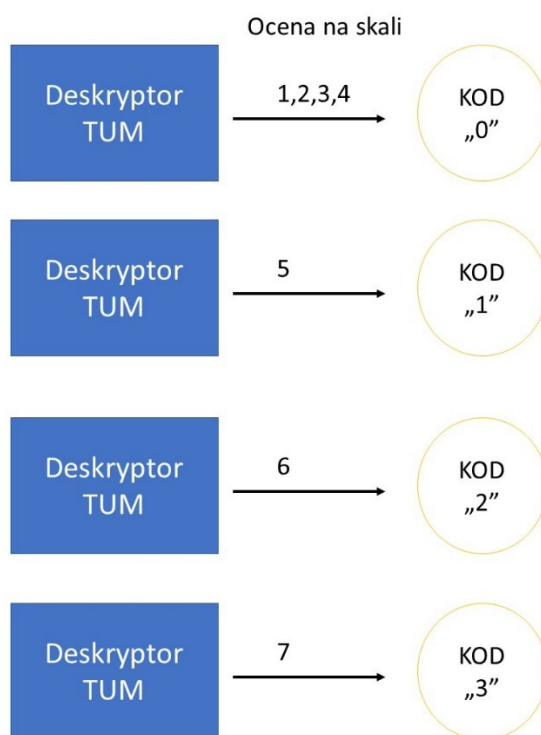 Ocena na skali
Deskryptor
TUM
1,2,3,4
KOD
„0”
Deskryptor
TUM
5
KOD
„1”
Deskryptor
TUM
6
KOD
„2”
Deskryptor
TUM
7
KOD
„3”